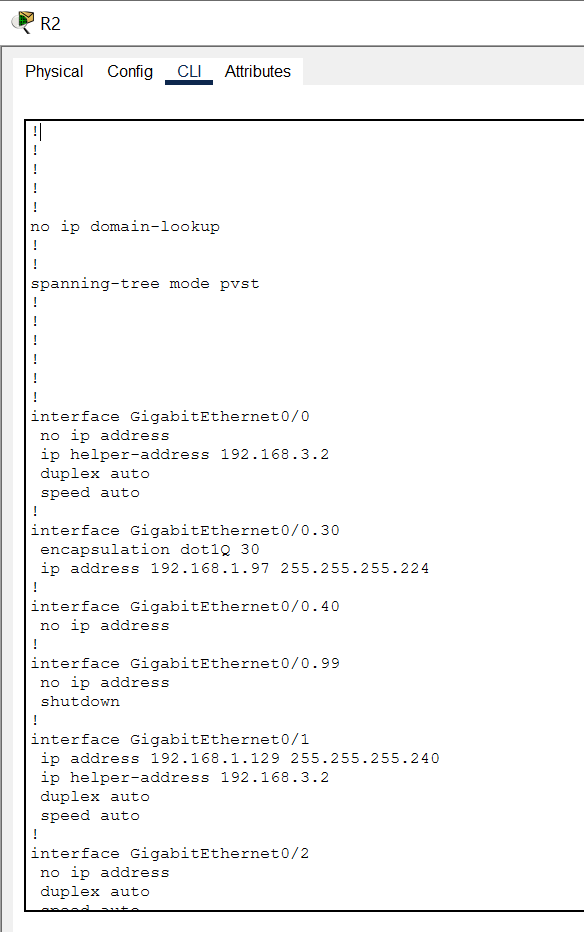 R2
Physical Config CLI Attributes
!
!
!
!
!
no ip domain-lookup
!
!
spanning-tree mode pvst
!
!
!
!
!
!
interface GigabitEthernet0/0
no ip address
ip helper-address 192.168.3.2
duplex auto
speed auto
!
interface GigabitEthernet0/0.30
encapsulation dot1Q 30
ip address 192.168.1.97 255.255.255.224
!
interface GigabitEthernet0/0.40
no ip address
!
interface GigabitEthernet0/0.99
no ip address
shutdown
!
interface GigabitEthernet0/1
ip address 192.168.1.129 255.255.255.240
ip helper-address 192.168.3.2
duplex auto
speed auto
!
interface GigabitEthernet0/2
no ip address
duplex auto
speed auto